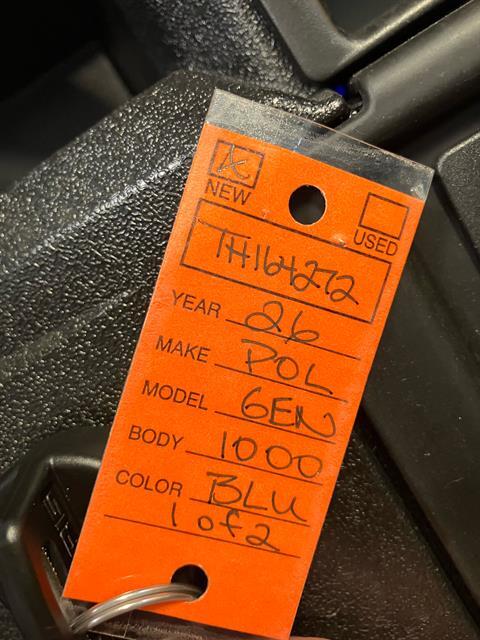 X
NEW
USED
TH164272
YEAR 26
MAKE POL
MODEL GEN
BODY 1000
COLOR BLU
1 of 2